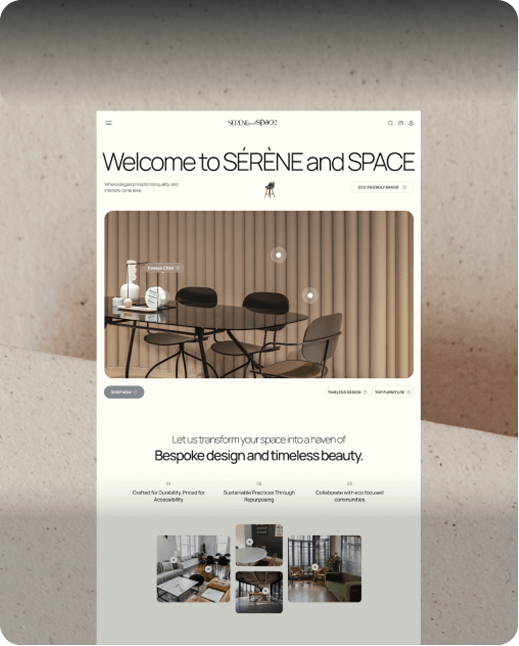 SÉRÈNE and space
Welcome to SÉRÈNE and SPACE
Where elegance meets tranquility, and
interiors come alive.
ECO-FRIENDLY BRAND
SHOP NOW
TIMELESS DESIGN
TOP FURNITURE
Let us transform your space into a haven of
Bespoke design and timeless beauty.
01
02
03
Crafted for Durability, Priced for
Accessibility
Sustainable Practices Through
Repurposing
Collaborate with eco focused
communities